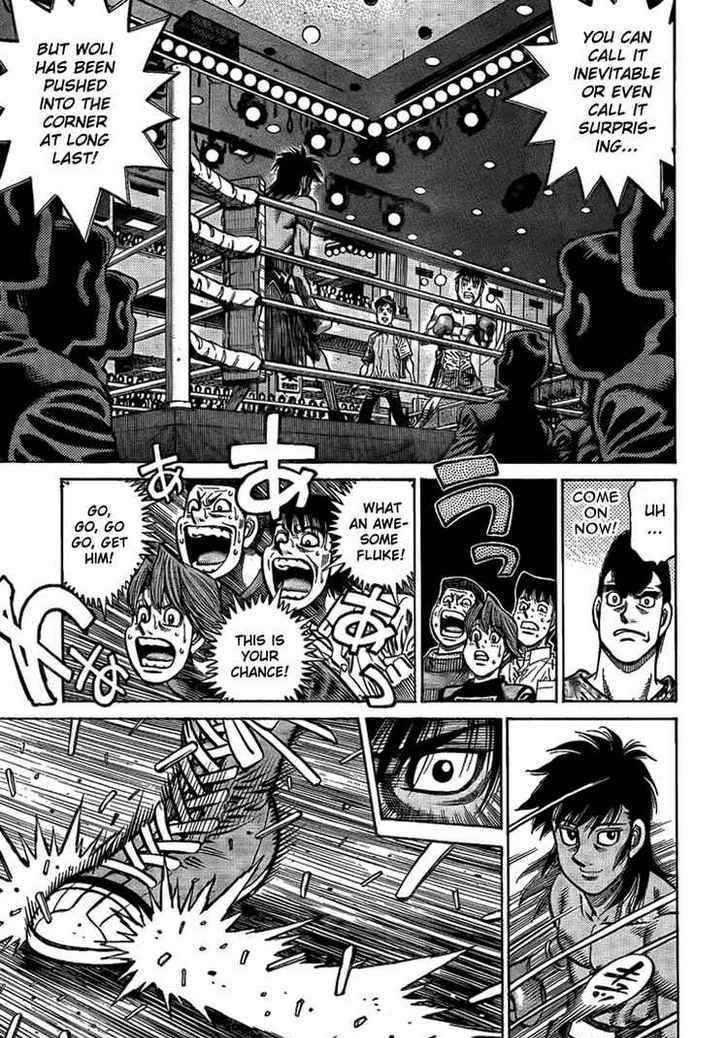 YOU CAN
CALL IT
INEVITABLE
OR EVEN
CALL IT
SURPRIS-
ING...
BUT WOLI
HAS BEEN
PUSHED
INTO THE
CORNER
AT LONG
LAST!
UH
...
COME
ON
NOW!
うっ
WHAT
AN AWE-
SOME
FLUKE!
あ
あ
GO,
GO, GO
GO, GET
HIM!
THIS IS
YOUR
CHANCE!